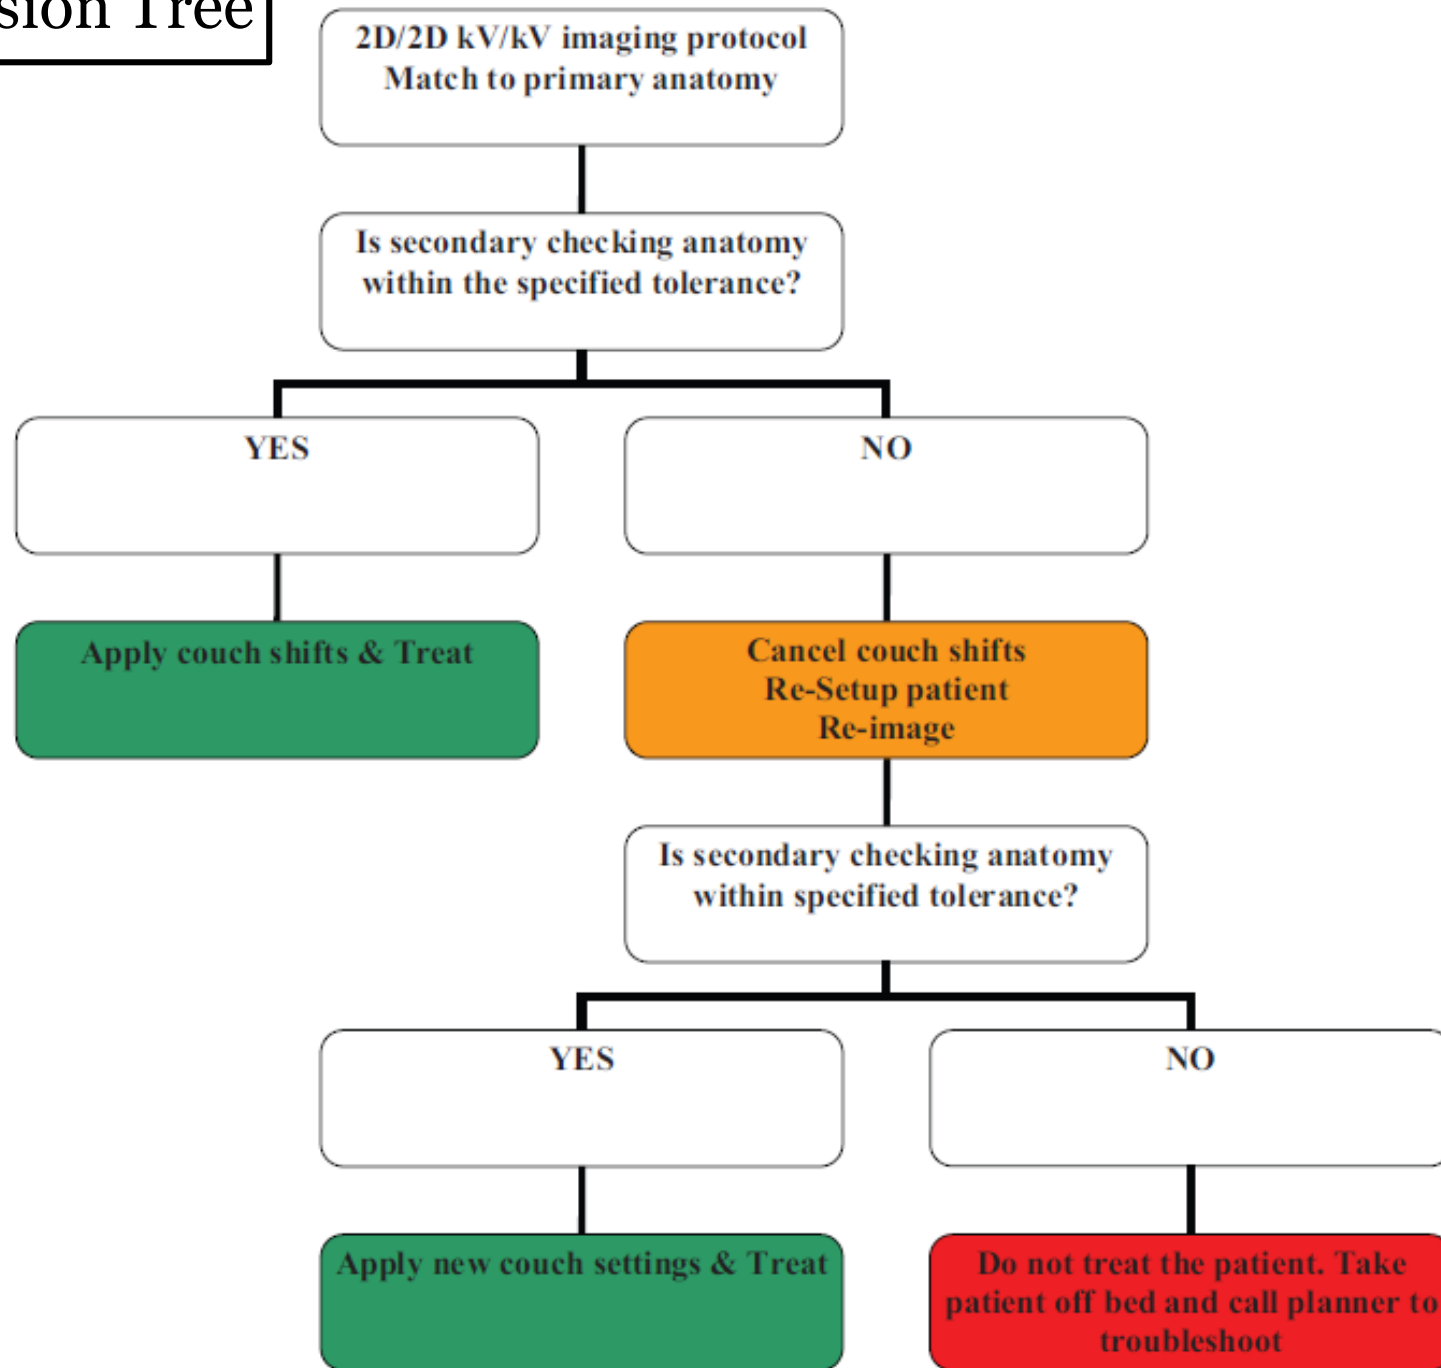 sion Tree
2D/2D kV/kV imaging protocol
Match to primary anatomy
Is secondary checking anatomy
within the specified tolerance?
YES
NO
Apply couch shifts & Treat
Cancel couch shifts
Re-Setup patient
Re-image
Is secondary checking anatomy
within specified tolerance?
YES
NO
Apply new couch settings & Treat
Do not treat the patient. Take
patient off bed and call planner to
troubleshoot